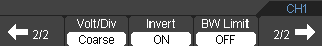 CH1
2/2 Volt/Div Invert BW Limit 2/2
Coarse ON OFF